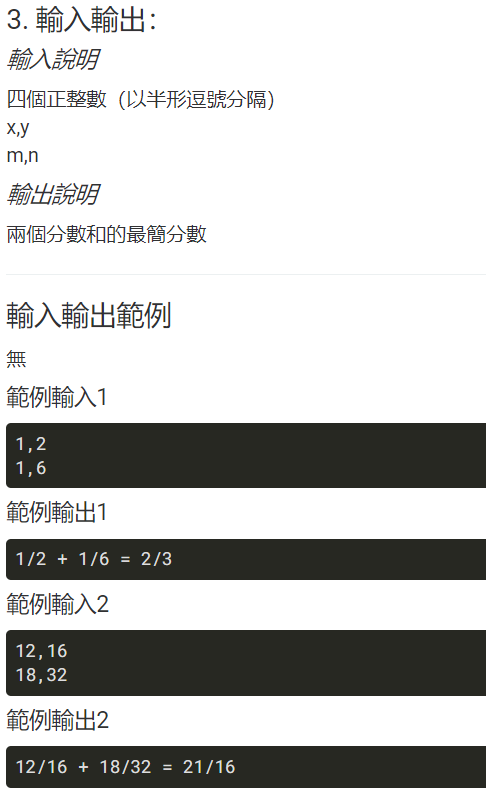 3. 輸入輸出：
輸入說明
四個正整數（以半形逗號分隔）
x,y
m,n
輸出說明
兩個分數和的最簡分數
輸入輸出範例
無
範例輸入1
1,2
1,6
範例輸出1
1/2 + 1/6 = 2/3
範例輸入2
12,16
18,32
範例輸出2
12/16 + 18/32 = 21/16